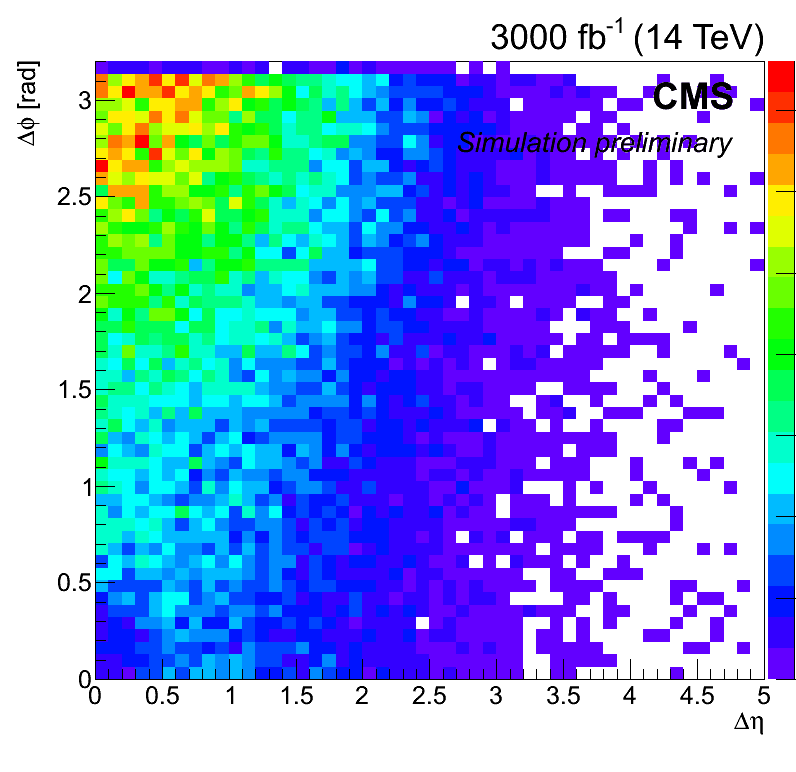 3000 fb-1 (14 TeV)
Δφ [rad]
CMS
Simulation preliminary
3
2.5
2
1.5
1
0.5
0
0 0.5 1 1.5 2 2.5 3 3.5 4 4.5 5
Δη